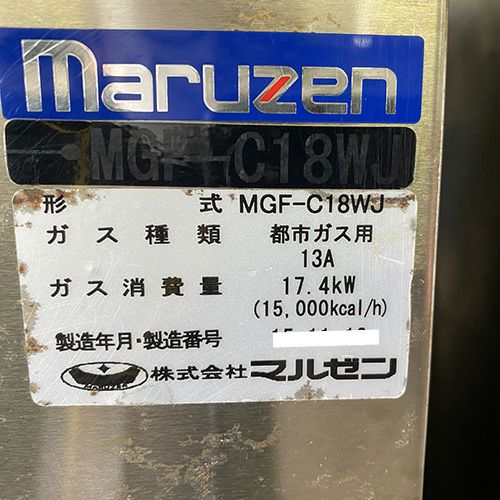 maruzen
MGF-C18WJ
形 式 MGF-C18WJ
ガス種類 都市ガス用
13A
ガス消費量 17.4kW
(15,000kcal/h)
製造年月・製造番号
MARUZEN 株式会社マルゼン